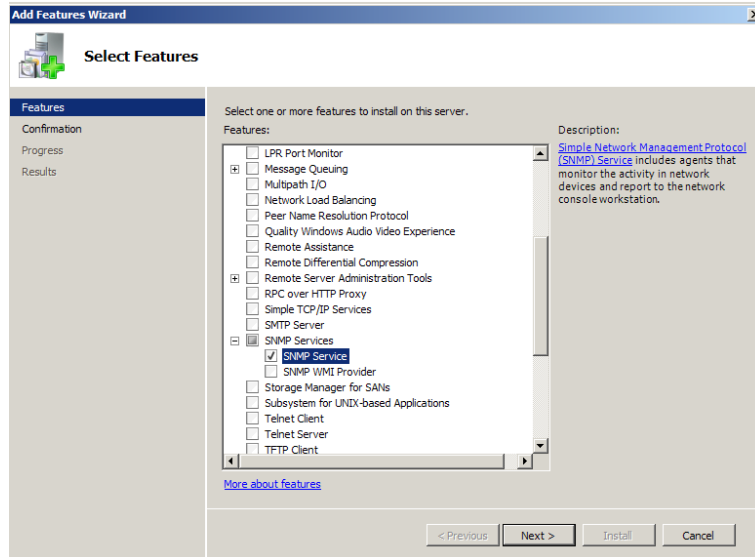 Add Features Wizard
Select Features
Features
Confirmation
Progress
Results
Select one or more features to install on this server.
Features:
LPR Port Monitor
Message Queuing
Multipath I/O
Network Load Balancing
Peer Name Resolution Protocol
Quality Windows Audio Video Experience
Remote Assistance
Remote Differential Compression
Remote Server Administration Tools
RPC over HTTP Proxy
Simple TCP/IP Services
SMTP Server
SNMP Services
SNMP Service
SNMP WMI Provider
Storage Manager for SANs
Subsystem for UNIX-based Applications
Telnet Client
Telnet Server
TFTP Client
More about features
Description:
Simple Network Management Protocol
(SNMP) Service includes agents that
monitor the activity in network
devices and report to the network
console workstation.
< Previous
Next >
Install
Cancel